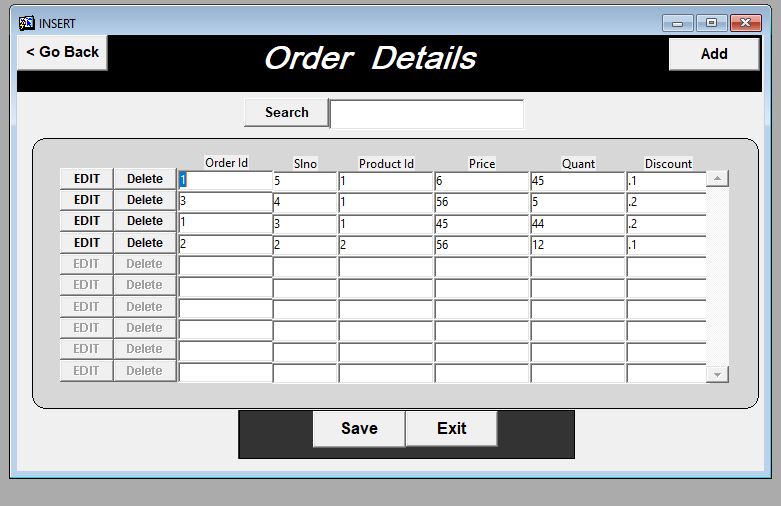 INSERT
< Go Back Order Details Add
Search
Order Id Slno Product Id Price Quant Discount
EDIT Delete 1 5 1 6 45 .1
EDIT Delete 3 4 1 56 5 .2
EDIT Delete 1 3 1 45 44 .2
EDIT Delete 2 2 2 56 12 .1
EDIT Delete
EDIT Delete
EDIT Delete
EDIT Delete
EDIT Delete
EDIT Delete
Save Exit